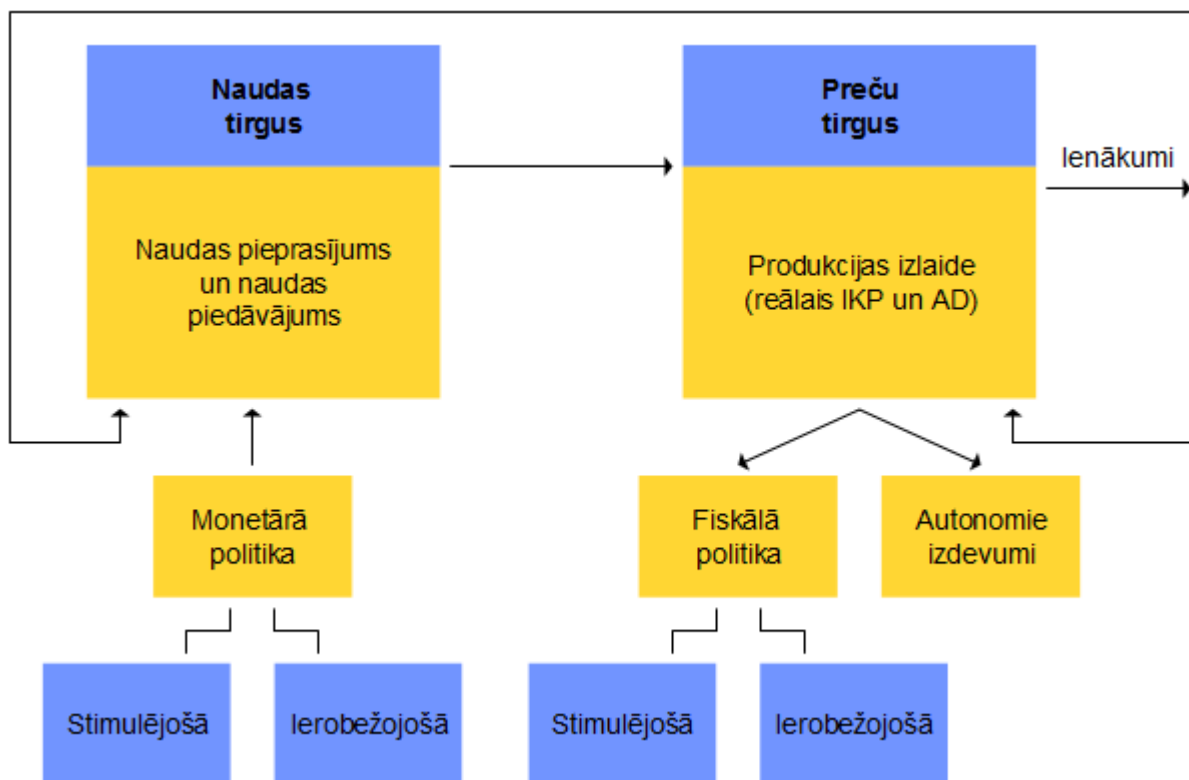 Naudas
tirgus
Naudas pieprasījums
un naudas
piedāvājums
Preču
tirgus
Produkcijas izlaide
(reālais IKP un AD)
Ienākumi
Monetārā
politika
Fiskālā
politika
Autonomie
izdevumi
Stimulējošā
Ierobežojošā
Stimulējošā
Ierobežojošā